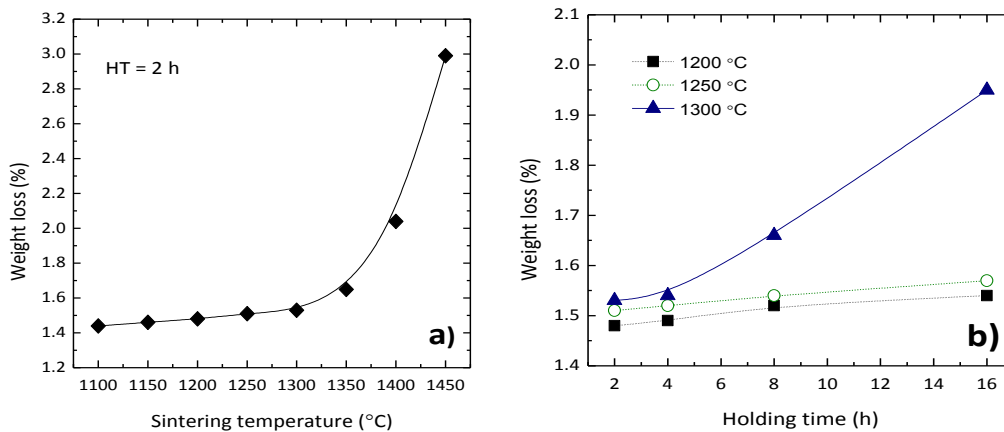 3.2
3.0
2.8
2.6
2.4
2.2
2.0
1.8
1.6
1.4
1.2
Weight loss (%)
HT = 2 h
a)
1100 1150 1200 1250 1300 1350 1400 1450
Sintering temperature (°C)
2.1
2.0
1.9
1.8
1.7
1.6
1.5
1.4
Weight loss (%)
1200 °C
1250 °C
1300 °C
b)
2 4 6 8 10 12 14 16
Holding time (h)